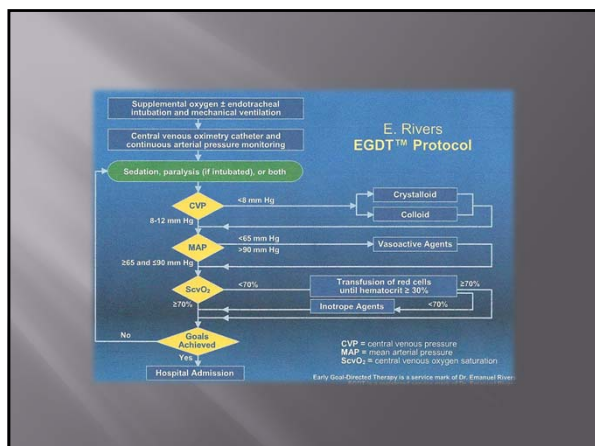 Supplemental oxygen ± endotracheal
intubation and mechanical ventilation
E. Rivers
EGDT™ Protocol
Central venous oximetry catheter and
continuous arterial pressure monitoring
Sedation, paralysis (if intubated), or both
CVP
<8 mm Hg
Crystalloid
Colloid
8-12 mm Hg
MAP
<65 mm Hg
>90 mm Hg
Vasoactive Agents
≥65 and ≤90 mm Hg
ScvO₂
<70%
Transfusion of red cells
until hematocrit ≥ 30%
≥70%
≥70%
Inotrope Agents
<70%
No
Goals
Achieved
Yes
Hospital Admission
CVP = central venous pressure
MAP = mean arterial pressure
ScvO₂ = central venous oxygen saturation
Early Goal-Directed Therapy is a service mark of Dr. Emanuel Rivers